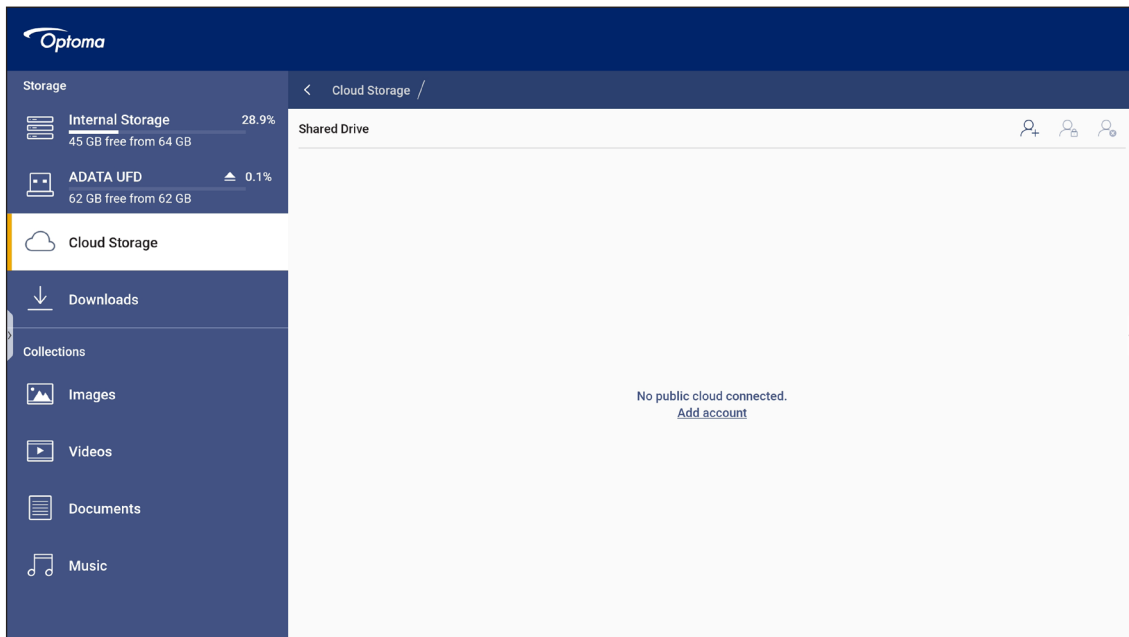 Optoma
Storage
Internal Storage 28.9%
45 GB free from 64 GB
ADATA UFD 0.1%
62 GB free from 62 GB
Cloud Storage
Downloads
Collections
Images
Videos
Documents
Music
Cloud Storage /
Shared Drive
No public cloud connected.
Add account